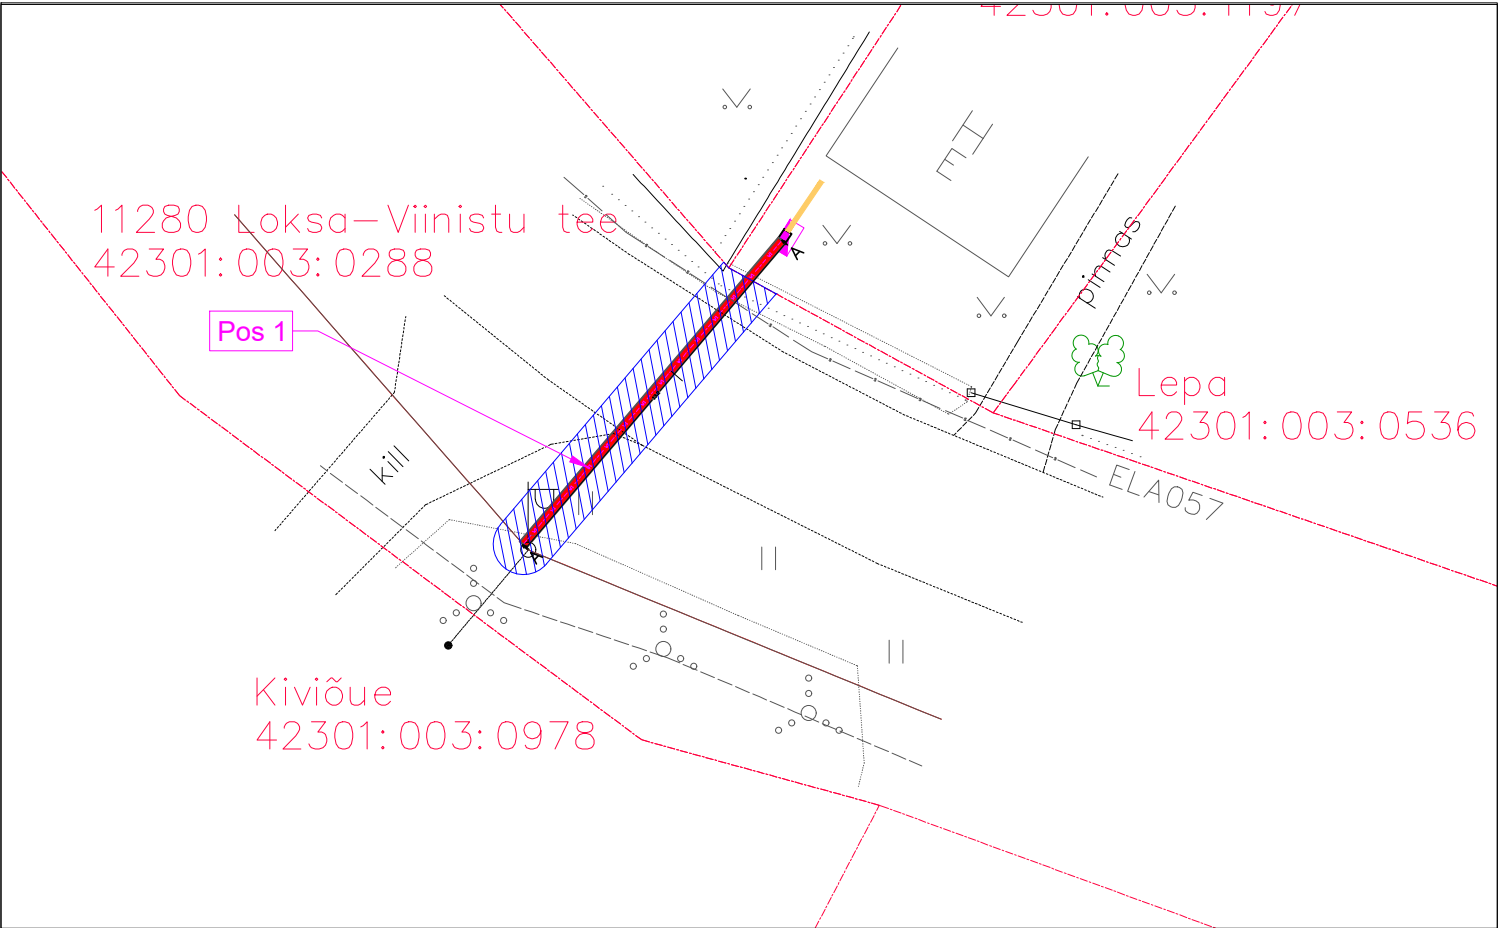 11280 Loksa-Viinistu tee
42301:003:0288
Pos 1
EH
pinnas
Lepa
42301:003:0536
kill
ELA057
A
A
Kiviõue
42301:003:0978